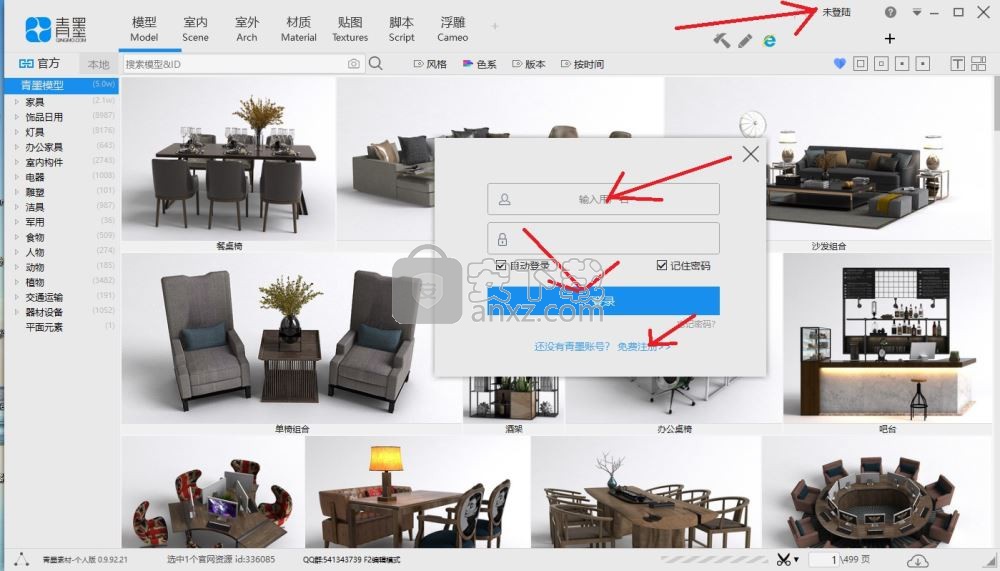 青墨
QINGMO.COM
模型 室内 室外 材质 贴图 脚本 浮雕
Model Scene Arch Material Textures Script Cameo
未登陆
官方 本地 搜索模型&ID 风格 色系 版本 按时间
青墨模型 (5.0w)
家具 (2.1w)
饰品日用 (8987)
灯具 (8176)
办公家具 (643)
室内构件 (2743)
电器 (1008)
雕塑 (101)
洁具 (987)
军用 (36)
食物 (99)
人物 (274)
动物 (185)
植物 (3482)
交通运输 (191)
器材设备 (1052)
平面元素 (1)
餐桌椅
沙发组合
单椅组合
酒架
办公桌椅
吧台
输入用 名
自动登录 记住密码
登录
忘记密码?
还没有青墨账号? 免费注册>>
安下载
anxz.com
青墨素材-个人版 0.9.92.21 选中1个官网资源 id:336085 QQ群:541343739 F2编辑模式 1 \499 页